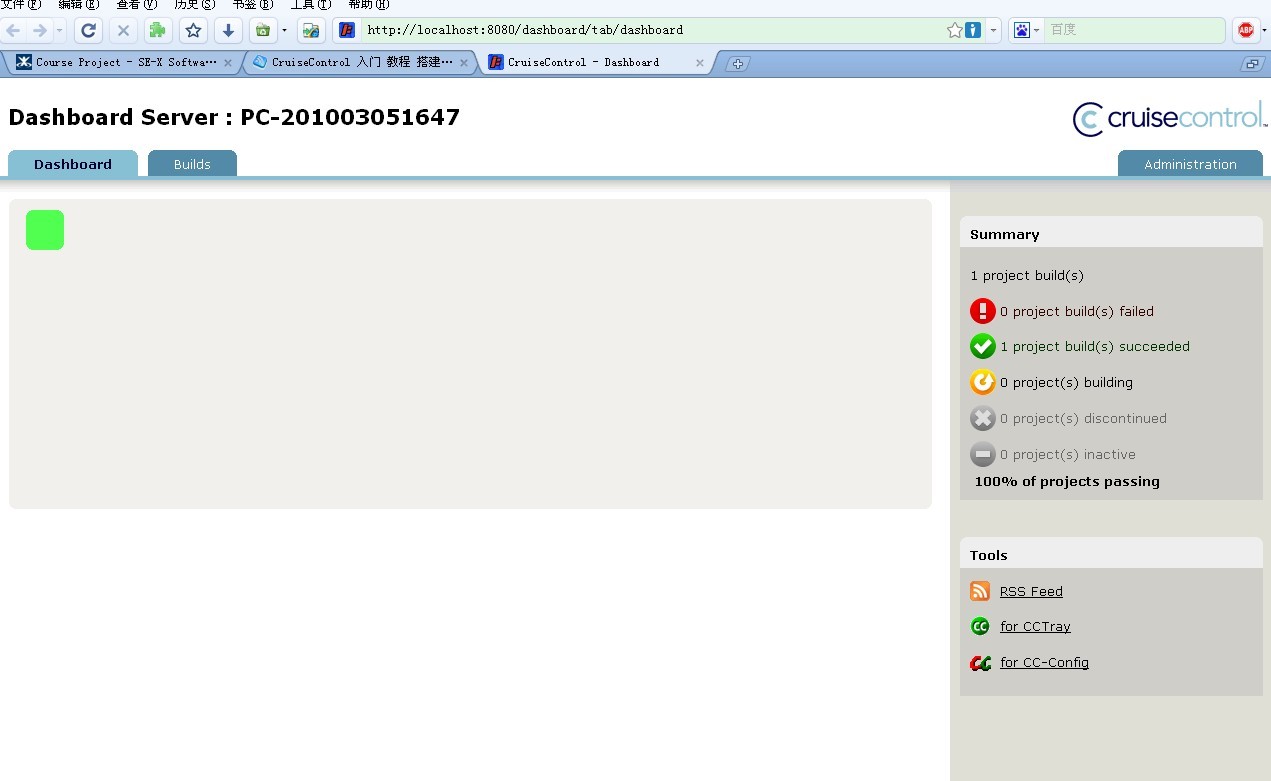 文件(F) 编辑(E) 查看(V) 历史(S) 书签(B) 工具(T) 帮助(H)
http://localhost:8080/dashboard/tab/dashboard
百度
ABP
Course Project - SE-X Softwa… CruiseControl 入门 教程 搭建… CruiseControl - Dashboard
Dashboard Server : PC-201003051647
cruisecontrol™
Dashboard Builds Administration
Summary
1 project build(s)
0 project build(s) failed
1 project build(s) succeeded
0 project(s) building
0 project(s) discontinued
0 project(s) inactive
100% of projects passing
Tools
RSS Feed
for CCTray
for CC-Config